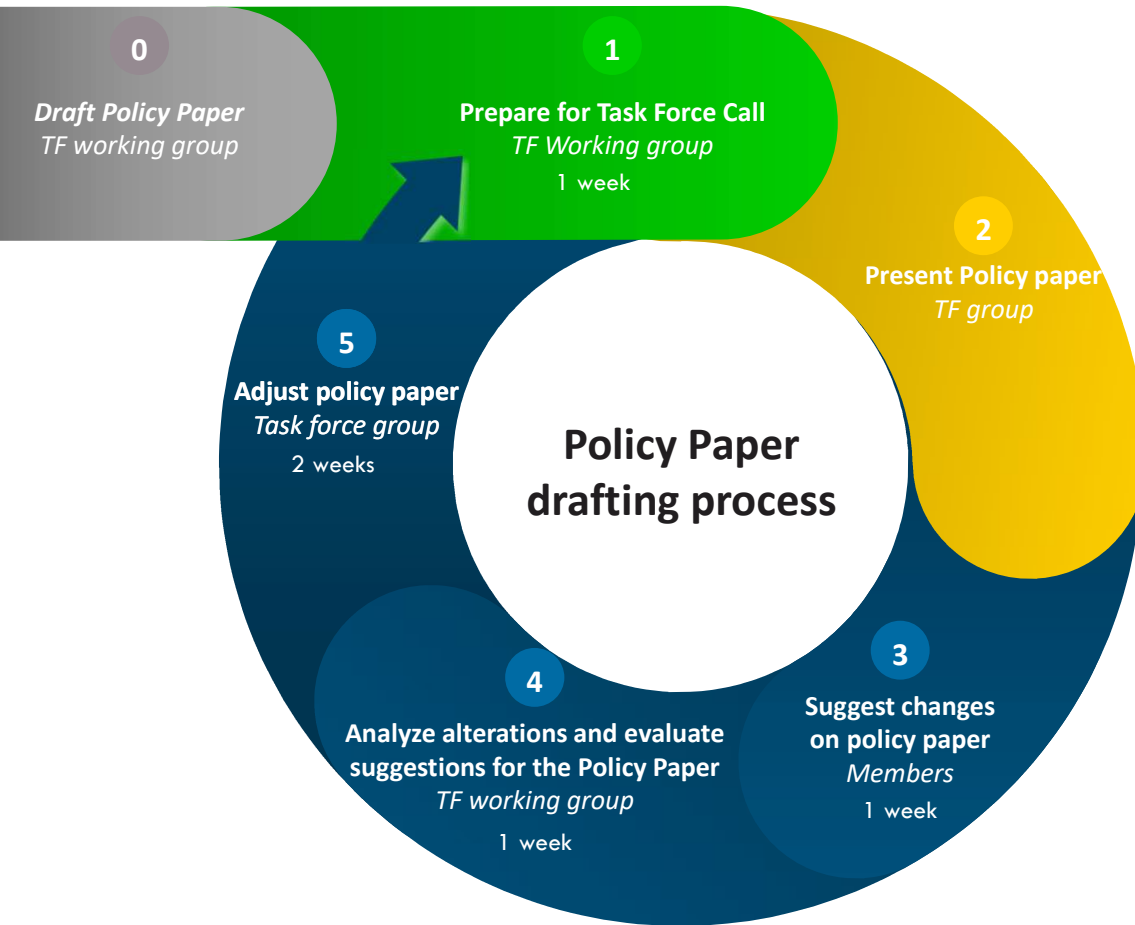 0
Draft Policy Paper
TF working group
1
Prepare for Task Force Call
TF Working group
1 week
2
Present Policy paper
TF group
3
Suggest changes
on policy paper
Members
1 week
4
Analyze alterations and evaluate
suggestions for the Policy Paper
TF working group
1 week
5
Adjust policy paper
Task force group
2 weeks
Policy Paper
drafting process